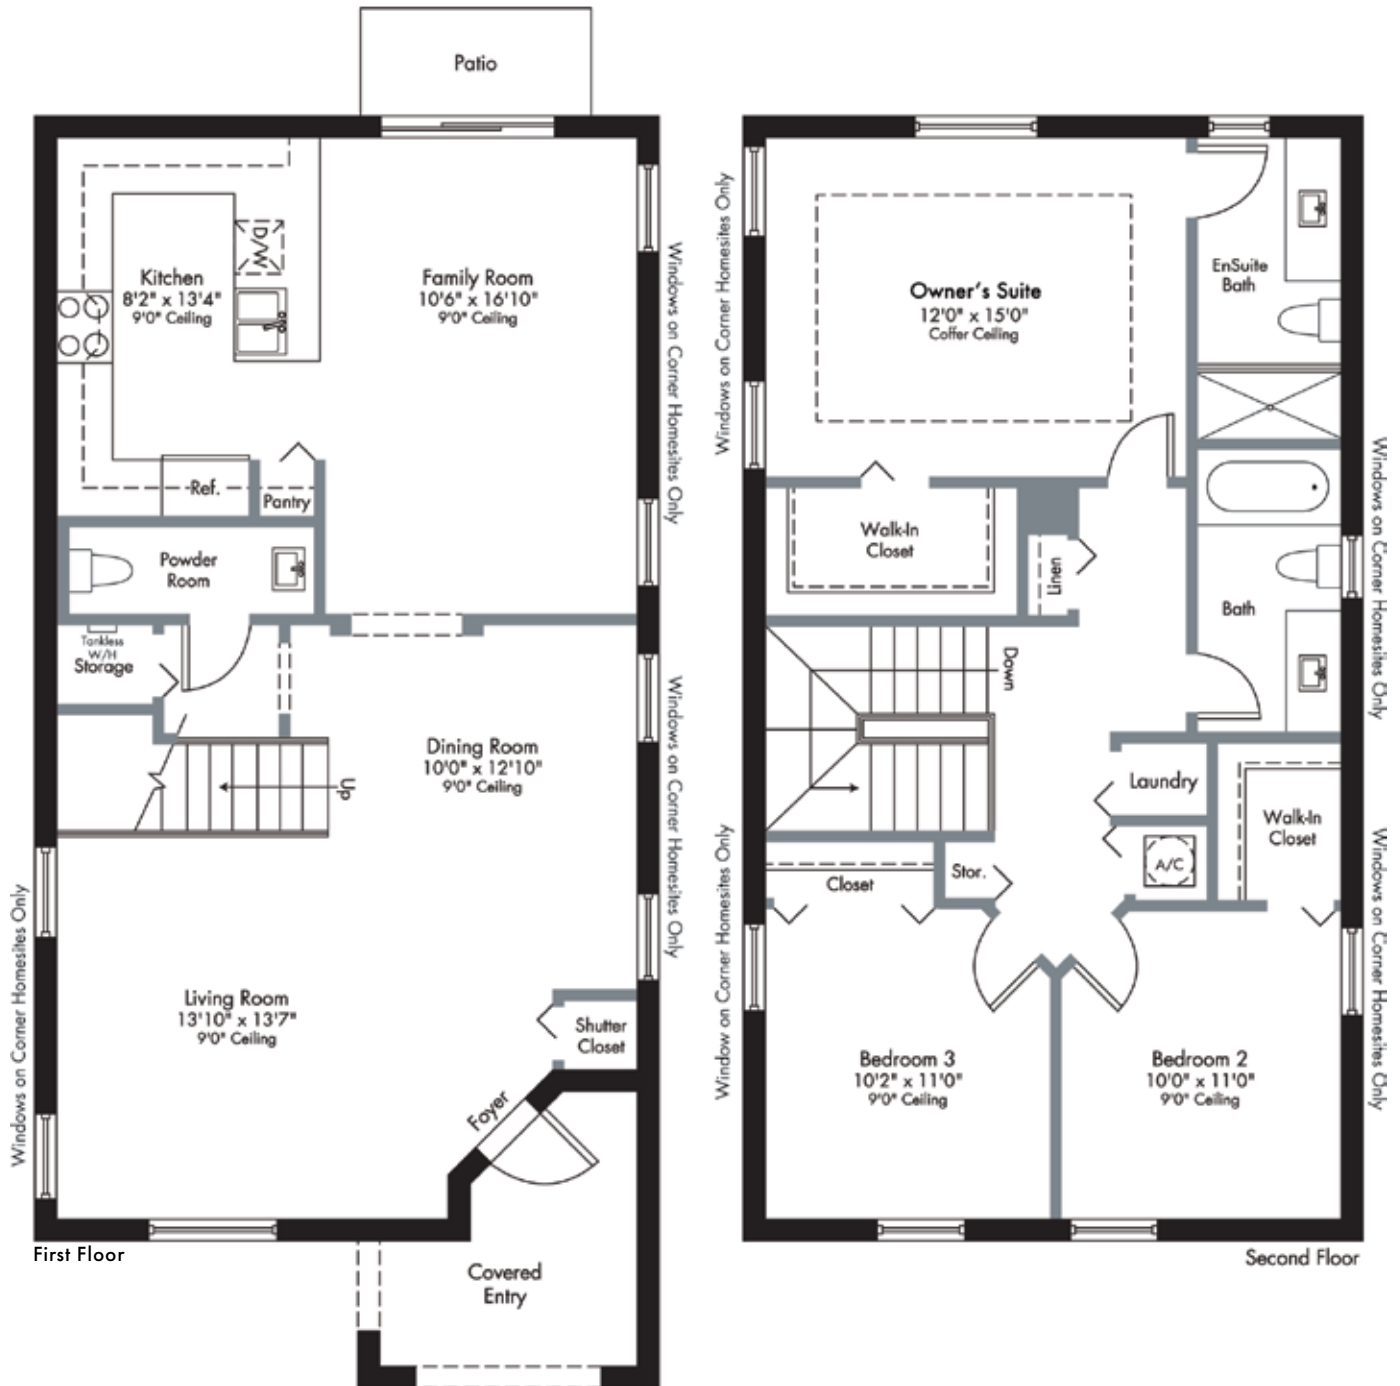 Patio
Kitchen
8'2" x 13'4"
9'0" Ceiling
D/W
Family Room
10'6" x 16'10"
9'0" Ceiling
Windows on Corner Homesites Only
Ref.
Pantry
Powder
Room
Tankless
W/H
Storage
Up
Dining Room
10'0" x 12'10"
9'0" Ceiling
Windows on Corner Homesites Only
Windows on Corner Homesites Only
Living Room
13'10" x 13'7"
9'0" Ceiling
Shutter
Closet
Foyer
First Floor
Covered
Entry
Windows on Corner Homesites Only
Owner's Suite
12'0" x 15'0"
Coffer Ceiling
EnSuite
Bath
Walk-In
Closet
Linen
Bath
Windows on Corner Homesites Only
Down
Laundry
Walk-In
Closet
A/C
Closet
Stor.
Window on Corner Homesites Only
Windows on Corner Homesites Only
Bedroom 3
10'2" x 11'0"
9'0" Ceiling
Bedroom 2
10'0" x 11'0"
9'0" Ceiling
Second Floor